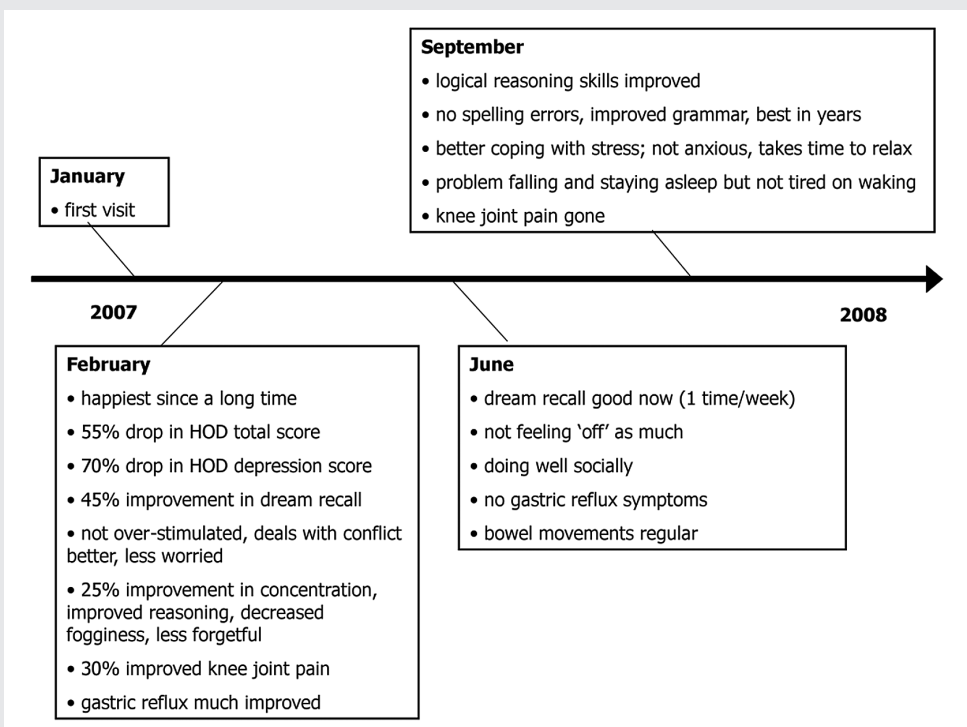 September
• logical reasoning skills improved
• no spelling errors, improved grammar, best in years
• better coping with stress; not anxious, takes time to relax
• problem falling and staying asleep but not tired on waking
• knee joint pain gone
January
• first visit
2007
2008
February
• happiest since a long time
• 55% drop in HOD total score
• 70% drop in HOD depression score
• 45% improvement in dream recall
• not over-stimulated, deals with conflict
better, less worried
• 25% improvement in concentration,
improved reasoning, decreased
fogginess, less forgetful
• 30% improved knee joint pain
• gastric reflux much improved
June
• dream recall good now (1 time/week)
• not feeling ‘off’ as much
• doing well socially
• no gastric reflux symptoms
• bowel movements regular